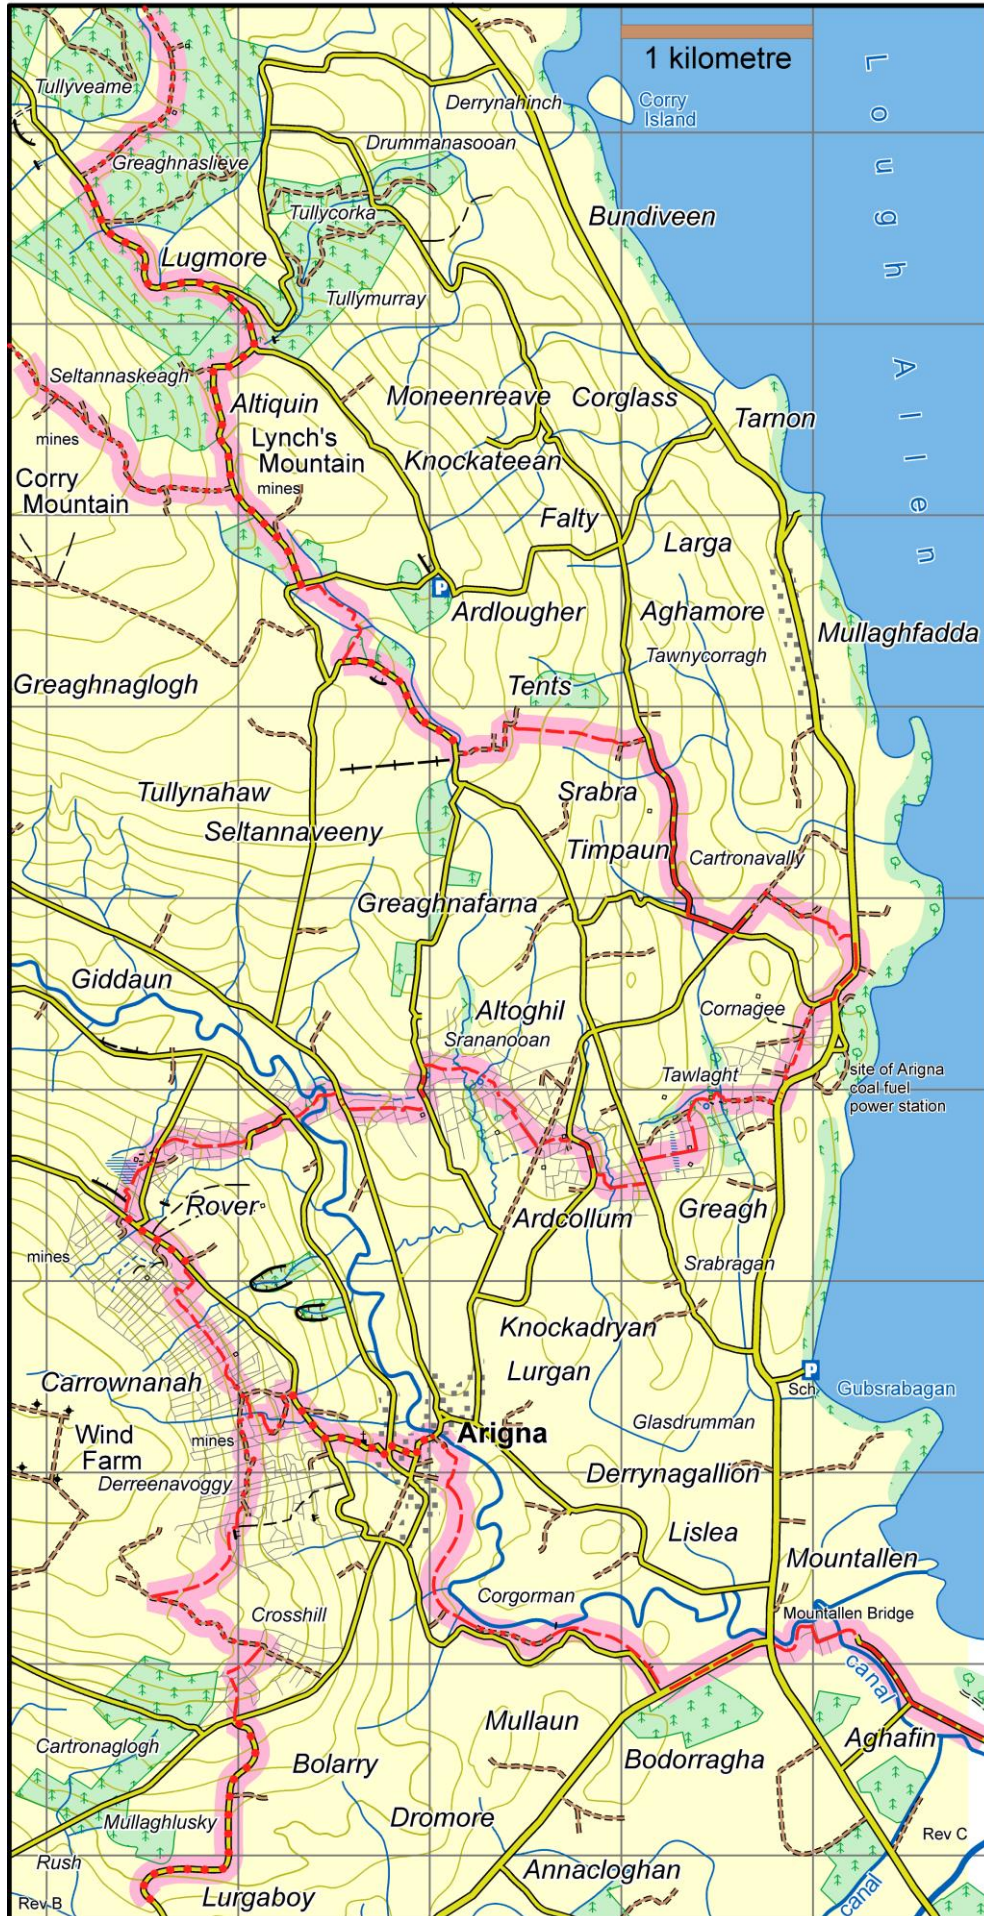 1 kilometre
Lough Allen
Tullyveame
Derrynahinch
Corry
Island
Drummanasooan
Greaghnaslieve
Tullycorka
Bundiveen
Lugmore
Tullymurray
Seltannaskeagh
Altiquin
Moneenreave
Corglass
Tarnon
mines
Lynch's
Mountain
mines
Knockateean
Corry
Mountain
Falty
Larga
P
Ardlougher
Aghamore
Mullaghfadda
Tawnycorragh
Greaghnaglogh
Tents
Tullynahaw
Srabra
Seltannaveeny
Timpaun
Cartronavally
Greaghnafarna
Giddaun
Altoghil
Srananooan
Cornagee
Tawlaght
site of Arigna
coal fuel
power station
Rover
Ardcollum
Greagh
mines
Srabragan
Knockadryan
Lurgan
P
Sch
Gubsrabagan
Carrownanah
Wind
Farm
mines
Arigna
Glasdrumman
Derreenavoggy
Derrynagallion
Lislea
Mountallen
Corgorman
Mountallen Bridge
Crosshill
canal
Mullaun
Aghafin
Cartronaglogh
Bolarry
Bodorragha
Mullaghlusky
Dromore
Rev C
Rush
Annacloghan
Rev B
Lurgaboy
canal